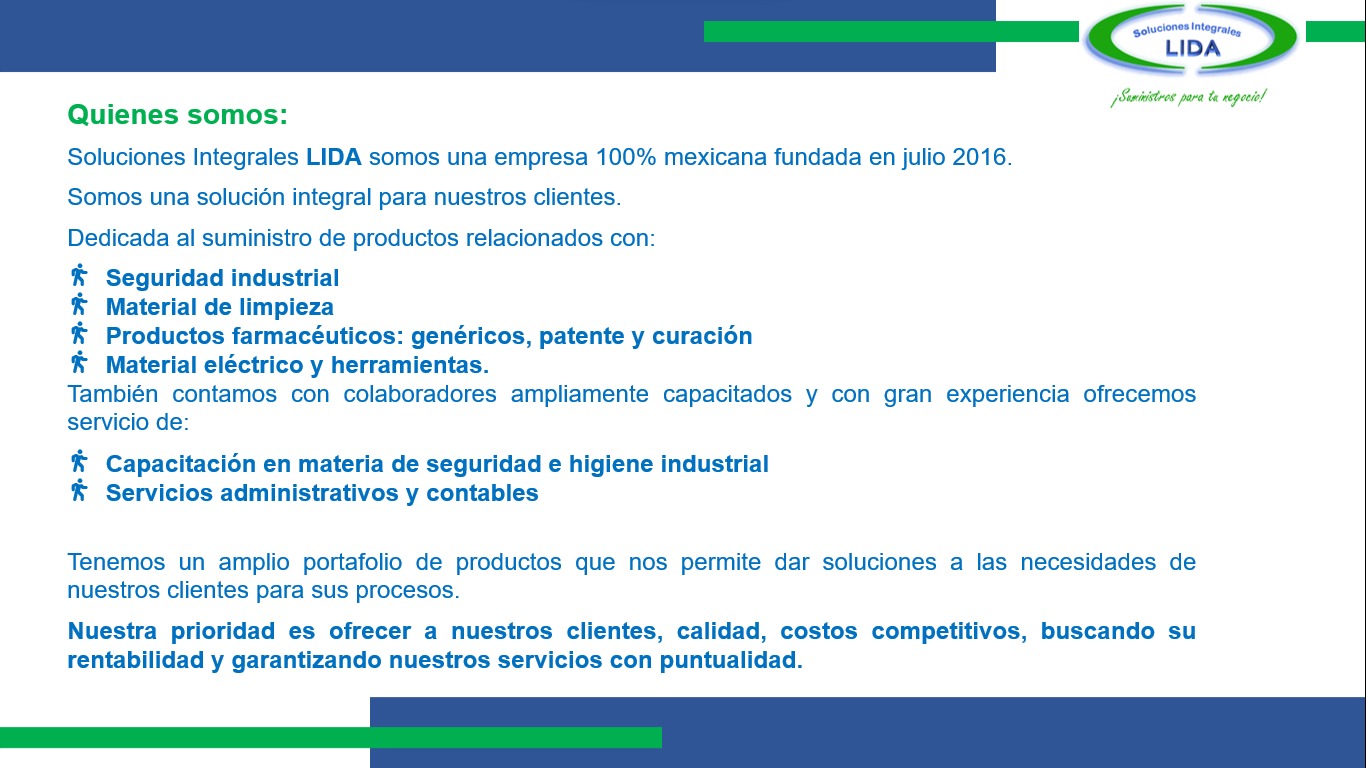 Soluciones Integrales
LIDA
¡Suministros para tu negocio!
Quienes somos:
Soluciones Integrales LIDA somos una empresa 100% mexicana fundada en julio 2016.
Somos una solución integral para nuestros clientes.
Dedicada al suministro de productos relacionados con:
Seguridad industrial
Material de limpieza
Productos farmacéuticos: genéricos, patente y curación
Material eléctrico y herramientas.
También contamos con colaboradores ampliamente capacitados y con gran experiencia ofrecemos
servicio de:
Capacitación en materia de seguridad e higiene industrial
Servicios administrativos y contables
Tenemos un amplio portafolio de productos que nos permite dar soluciones a las necesidades de
nuestros clientes para sus procesos.
Nuestra prioridad es ofrecer a nuestros clientes, calidad, costos competitivos, buscando su
rentabilidad y garantizando nuestros servicios con puntualidad.